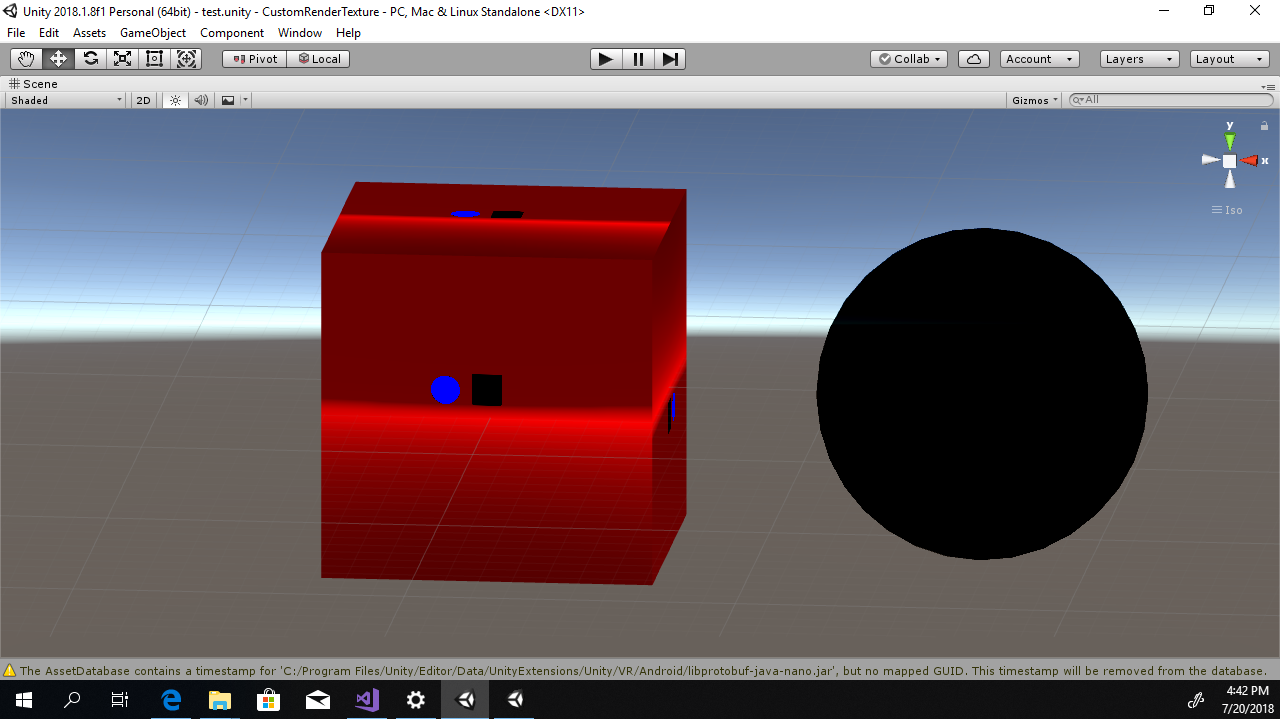 Unity 2018.1.8f1 Personal (64bit) - test.unity - CustomRenderTexture - PC, Mac & Linux Standalone <DX11>
File Edit Assets GameObject Component Window Help
Pivot Local Collab Account Layers Layout
Scene
Shaded 2D Gizmos All
y
x
Iso
The AssetDatabase contains a timestamp for 'C:/Program Files/Unity/Editor/Data/UnityExtensions/Unity/VR/Android/libprotobuf-java-nano.jar', but no mapped GUID. This timestamp will be removed from the database.
4:42 PM
7/20/2018